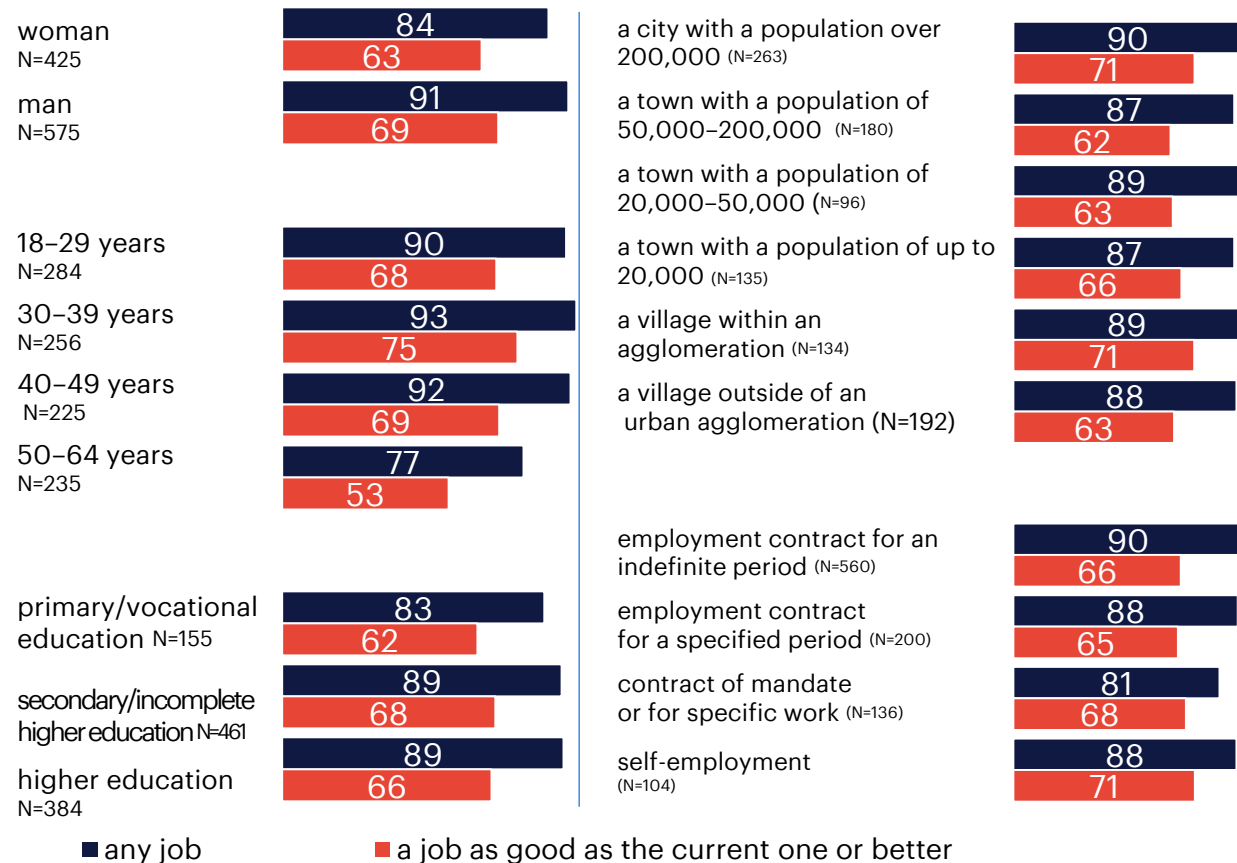 woman
N=425
84
63
man
N=575
91
69
18–29 years
N=284
90
68
30–39 years
N=256
93
75
40–49 years
N=225
92
69
50–64 years
N=235
77
53
primary/vocational
education N=155
83
62
secondary/incomplete
higher education N=461
89
68
higher education
N=384
89
66
a city with a population over
200,000 (N=263)
90
71
a town with a population of
50,000–200,000 (N=180)
87
62
a town with a population of
20,000–50,000 (N=96)
89
63
a town with a population of up to
20,000 (N=135)
87
66
a village within an
agglomeration (N=134)
89
71
a village outside of an
urban agglomeration (N=192)
88
63
employment contract for an
indefinite period (N=560)
90
66
employment contract
for a specified period (N=200)
88
65
contract of mandate
or for specific work (N=136)
81
68
self-employment
(N=104)
88
71
any job
a job as good as the current one or better